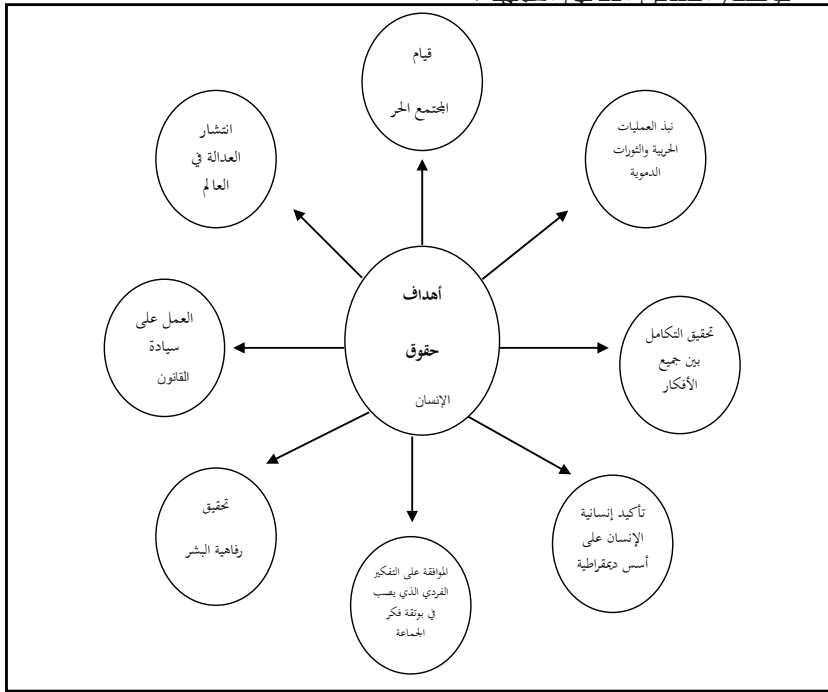 قيام
المجتمع الحر
نبذ العمليات
الحربية والثورات
الدموية
تحقيق التكامل
بين جميع
الأفكار
تأكيد إنسانية
الإنسان على
أسس ديمقراطية
الموافقة على التفكير
الفردي الذي يصب
في بوتقة فكر
الجماعة
تحقيق
رفاهية البشر
العمل على
سيادة
القانون
انتشار
العدالة في
العالم
أهداف
حقوق
الإنسان